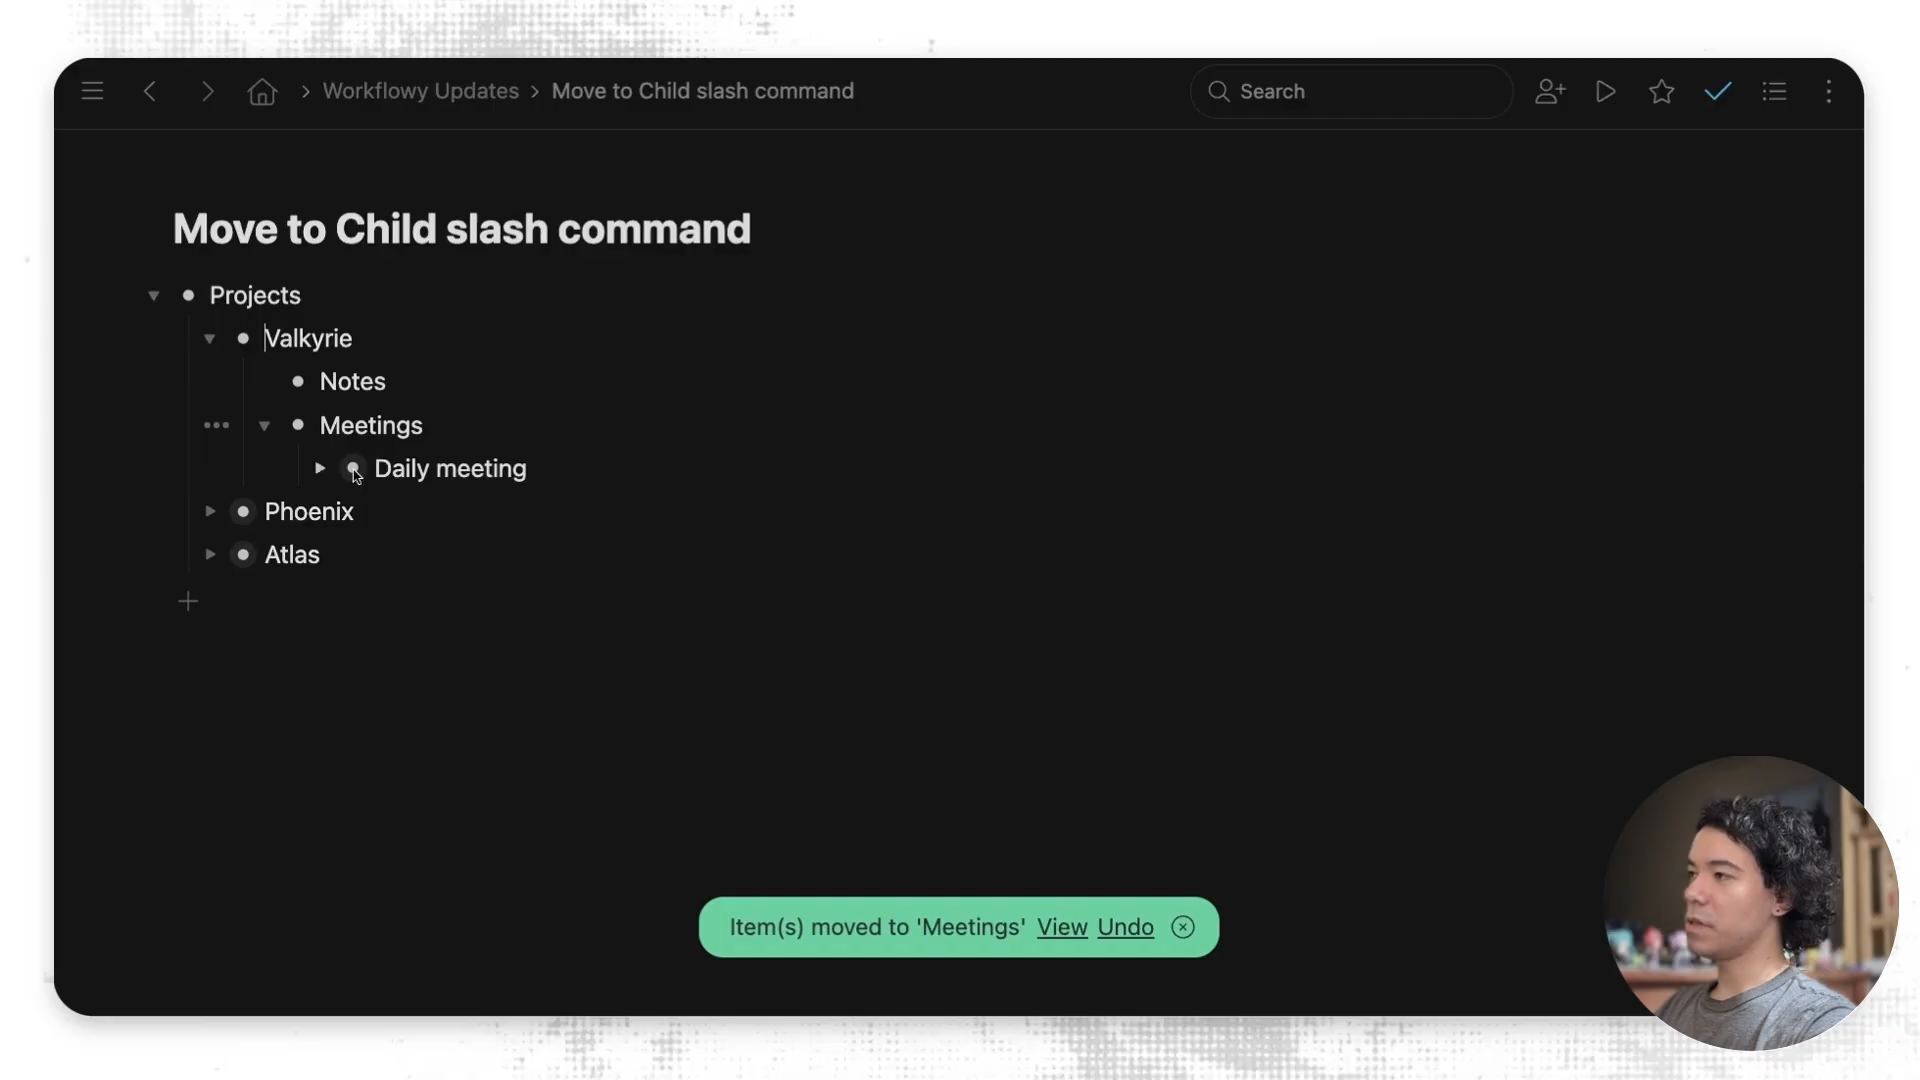 Workflowy Updates > Move to Child slash command
Search
Move to Child slash command
Projects
Valkyrie
Notes
Meetings
Daily meeting
Phoenix
Atlas
Item(s) moved to 'Meetings' View Undo